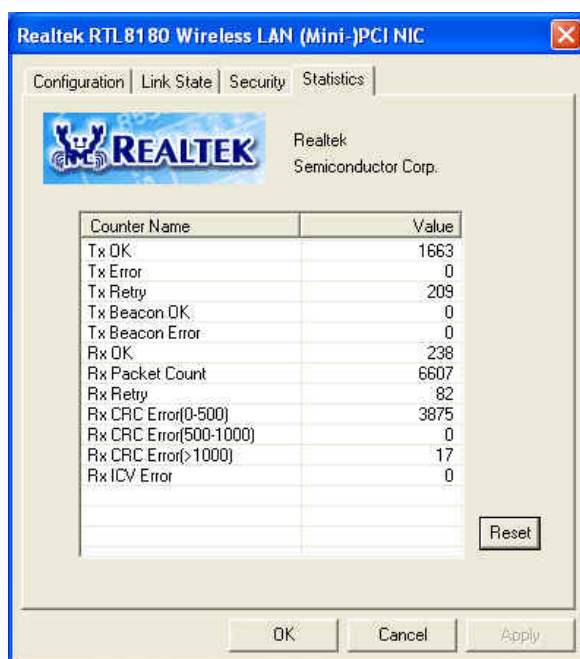 Realtek RTL8180 Wireless LAN (Mini-)PCI NIC
Configuration Link State Security Statistics
REALTEK
Realtek
Semiconductor Corp.
Counter Name Value
Tx OK 1663
Tx Error 0
Tx Retry 209
Tx Beacon OK 0
Tx Beacon Error 0
Rx OK 238
Rx Packet Count 6607
Rx Retry 82
Rx CRC Error(0-500) 3875
Rx CRC Error(500-1000) 0
Rx CRC Error(>1000) 17
Rx ICV Error 0
Reset
OK Cancel Apply